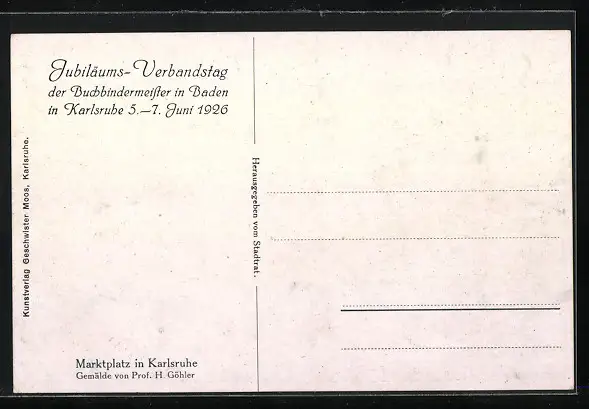 Jubiläums-Verbandstag
der Buchbindermeister in Baden
in Karlsruhe 5.—7. Juni 1926
Kunstverlag Geschwister Moos, Karlsruhe.
Herausgegeben vom Stadtrat.
Marktplatz in Karlsruhe
Gemälde von Prof. H. Göhler